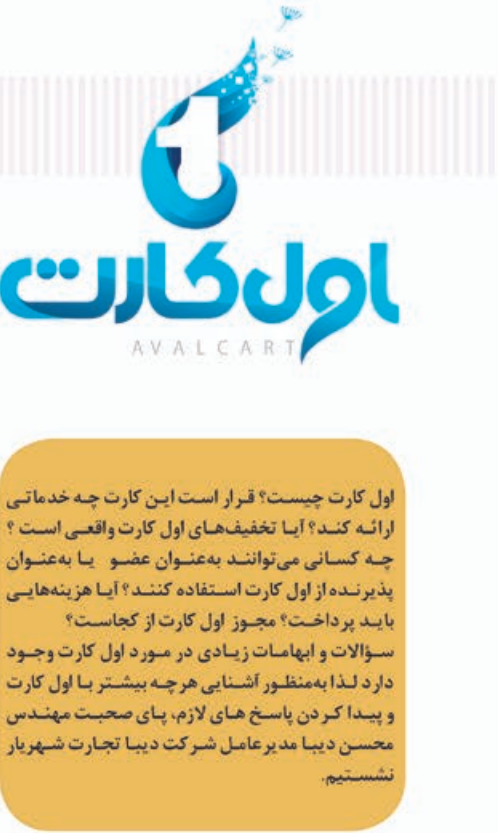 اول کارت
AVALCART
اول کارت چیست؟ قرار است این کارت چه خدماتی
ارائه کند؟ آیا تخفیف‌های اول کارت واقعی است ؟
چه کسانی می‌توانند به‌عنوان عضو یا به‌عنوان
پذیرنده از اول کارت استفاده کنند؟ آیا هزینه‌هایی
باید پرداخت؟ مجوز اول کارت از کجاست؟
سؤالات و ابهامات زیادی در مورد اول کارت وجود
دارد لذا به‌منظور آشنایی هرچه بیشتر با اول کارت
و پیدا کردن پاسخ های لازم، پای صحبت مهندس
محسن دیبا مدیرعامل شرکت دیبا تجارت شهریار
نشستیم.